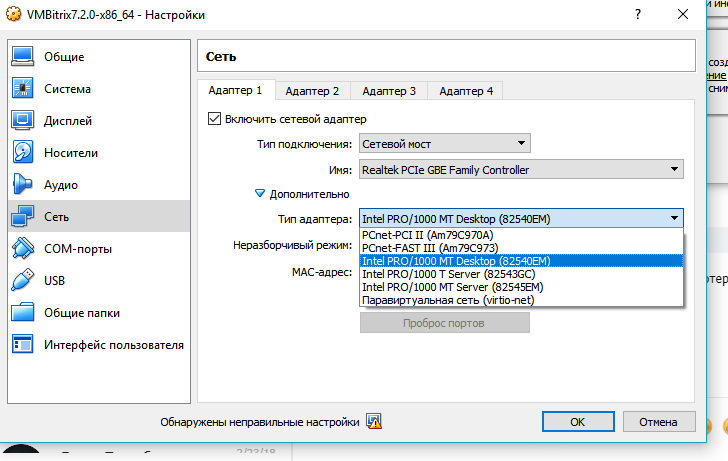 VMBitrix7.2.0-x86_64 - Настройки
Общие
Система
Дисплей
Носители
Аудио
Сеть
COM-порты
USB
Общие папки
Интерфейс пользователя
Сеть
Адаптер 1 Адаптер 2 Адаптер 3 Адаптер 4
Включить сетевой адаптер
Тип подключения: Сетевой мост
Имя: Realtek PCIe GBE Family Controller
Дополнительно
Тип адаптера: Intel PRO/1000 MT Desktop (82540EM)
PCnet-PCI II (Am79C970A)
Неразборчивый режим: PCnet-FAST III (Am79C973)
Intel PRO/1000 MT Desktop (82540EM)
MAC-адрес: Intel PRO/1000 T Server (82543GC)
Intel PRO/1000 MT Server (82545EM)
Паравиртуальная сеть (virtio-net)
Проброс портов
Обнаружены неправильные настройки
OK Отмена
2/23/18